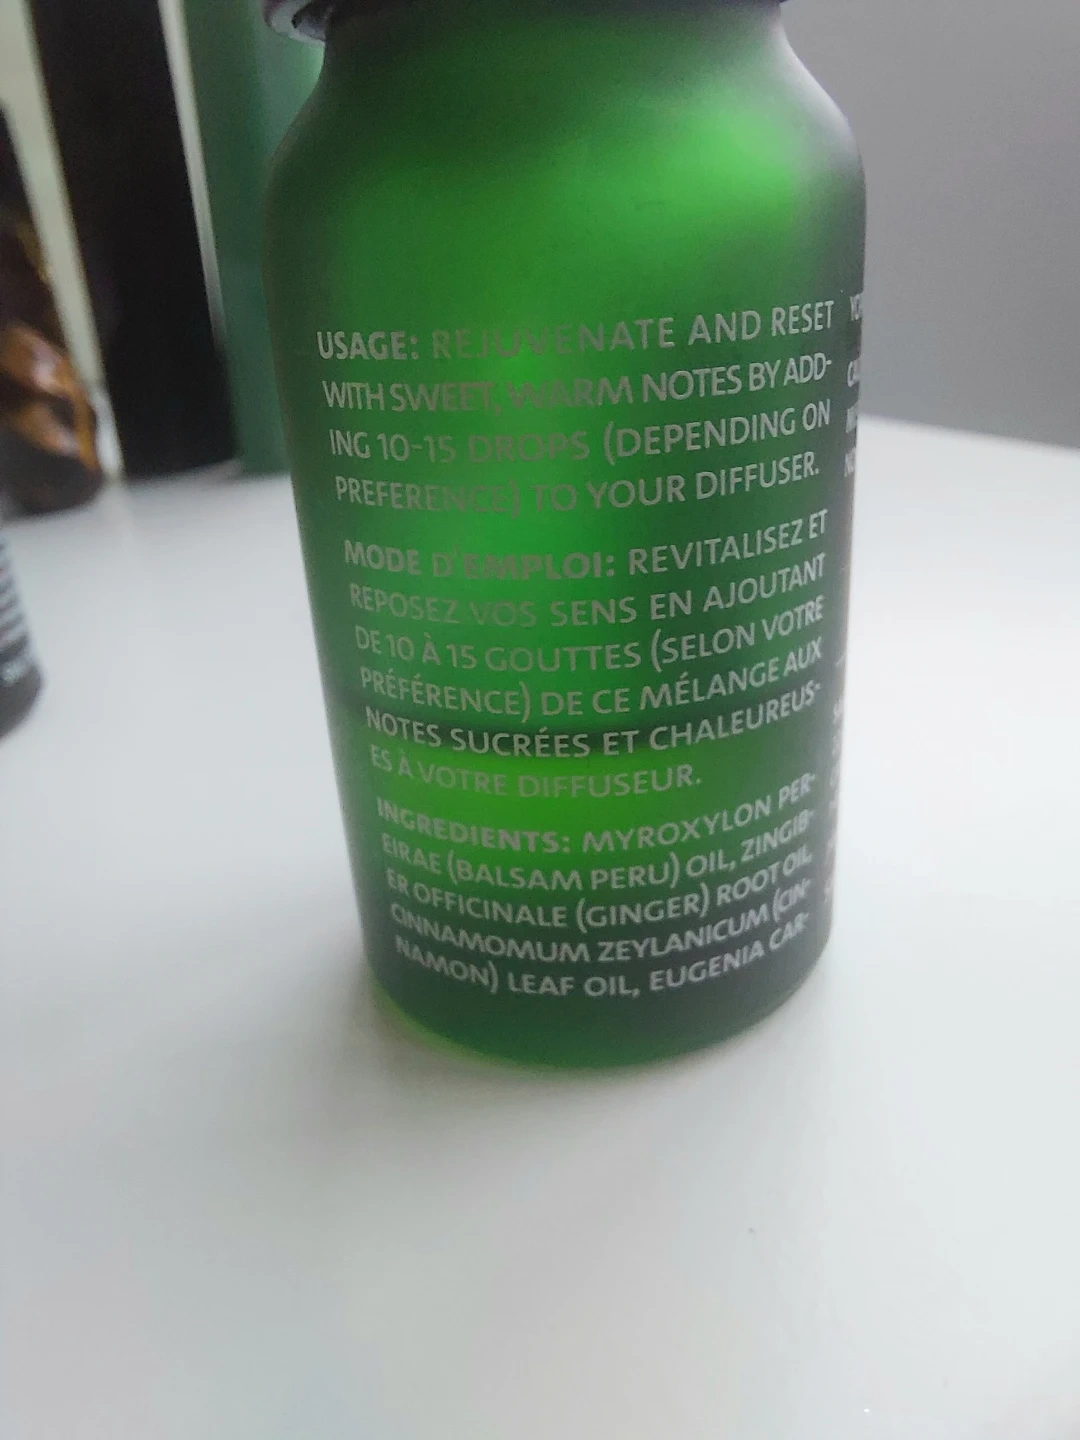 USAGE: REJUVENATE AND RESET
WITH SWEET, WARM NOTES BY ADD-
ING 10-15 DROPS (DEPENDING ON
PREFERENCE) TO YOUR DIFFUSER.
MODE D'EMPLOI: REVITALISEZ ET
REPOSEZ VOS SENS EN AJOUTANT
DE 10 À 15 GOUTTES (SELON VOTRE
PRÉFÉRENCE) DE CE MÉLANGE AUX
NOTES SUCRÉES ET CHALEUREUS-
ES À VOTRE DIFFUSEUR.
INGREDIENTS: MYROXYLON PER-
EIRAE (BALSAM PERU) OIL, ZINGIB-
ER OFFICINALE (GINGER) ROOT OIL,
CINNAMOMUM ZEYLANICUM (CIN-
NAMON) LEAF OIL, EUGENIA CAR-